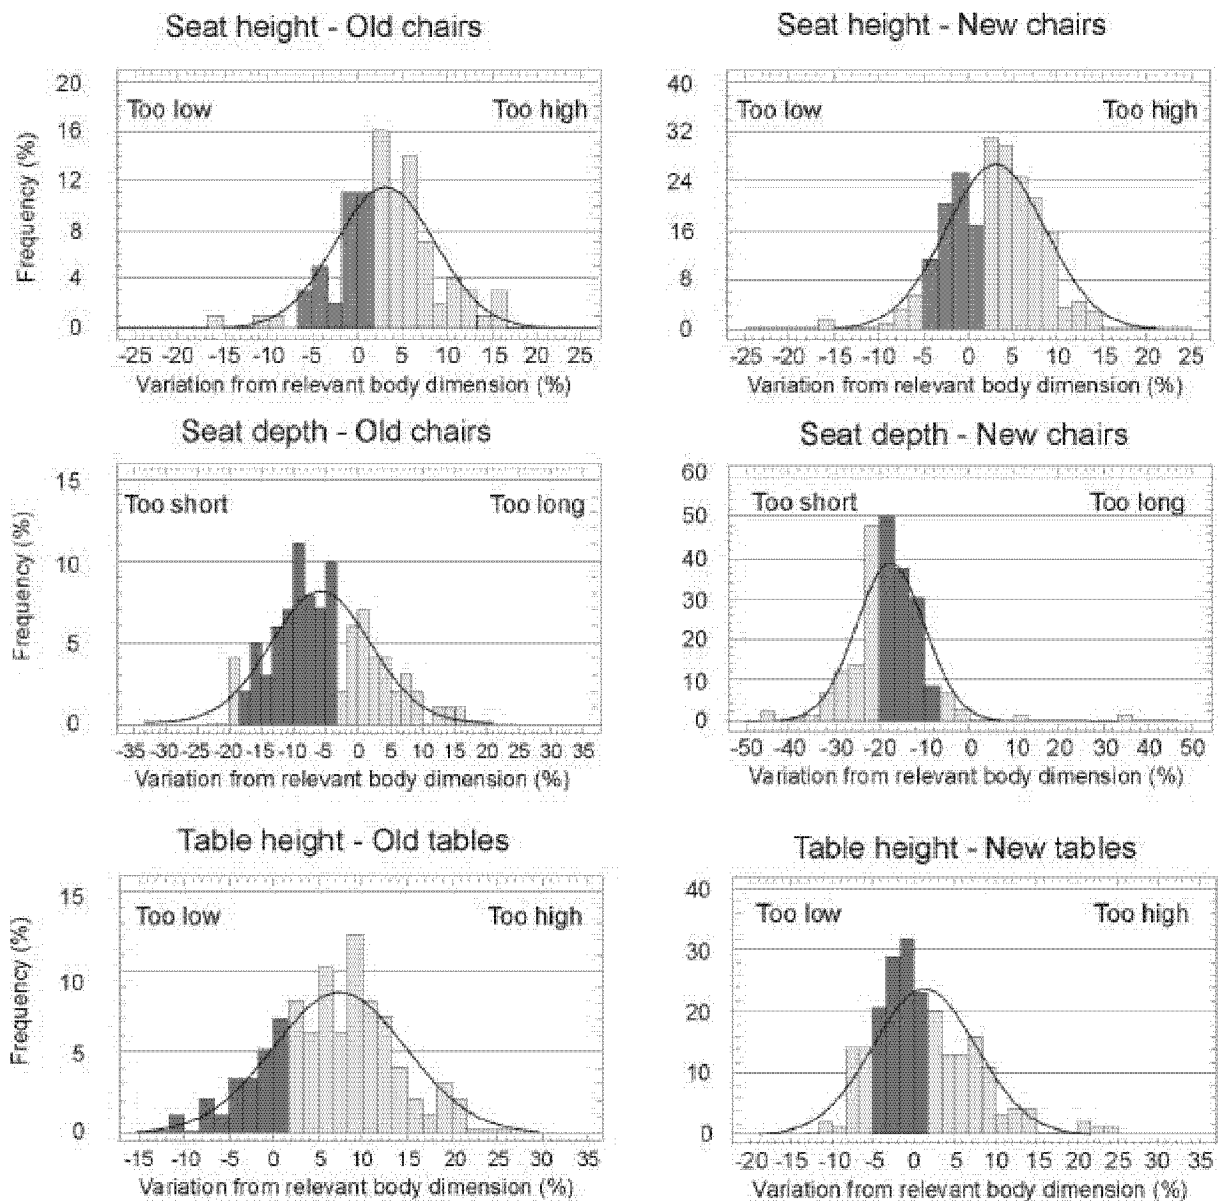 Seat height - Old chairs
Seat height - New chairs
20
16
12
8
4
0
Frequency (%)
Too low
Too high
-25 -20 -15 -10 -5 0 5 10 15 20 25
Variation from relevant body dimension (%)
40
32
24
16
8
0
Too low
Too high
-25 -20 -15 -10 -5 0 5 10 15 20 25
Variation from relevant body dimension (%)
Seat depth - Old chairs
Seat depth - New chairs
15
10
5
0
Frequency (%)
Too short
Too long
-35 -30 -25 -20 -15 -10 -5 0 5 10 15 20 25 30 35
Variation from relevant body dimension (%)
60
50
40
30
20
10
0
Too short
Too long
-50 -40 -30 -20 -10 0 10 20 30 40 50
Variation from relevant body dimension (%)
Table height - Old tables
Table height - New tables
15
10
5
0
Frequency (%)
Too low
Too high
-15 -10 -5 0 5 10 15 20 25 30 35
Variation from relevant body dimension (%)
40
30
20
10
0
Too low
Too high
-20 -15 -10 -5 0 5 10 15 20 25 30 35
Variation from relevant body dimension (%)